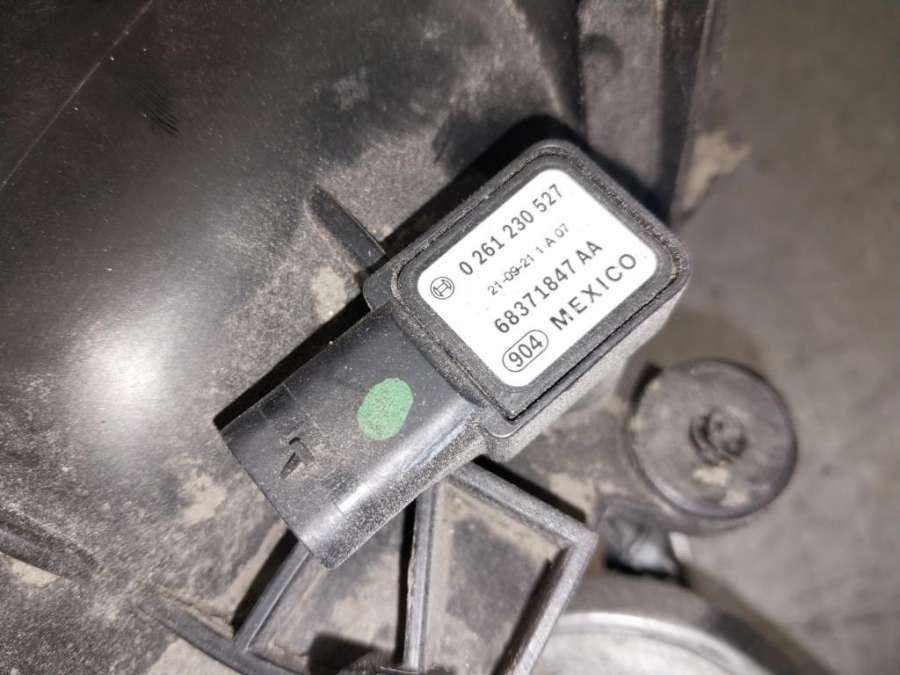 0 261 230 527
21-09-21 1 A 07
68371847AA
904 MEXICO